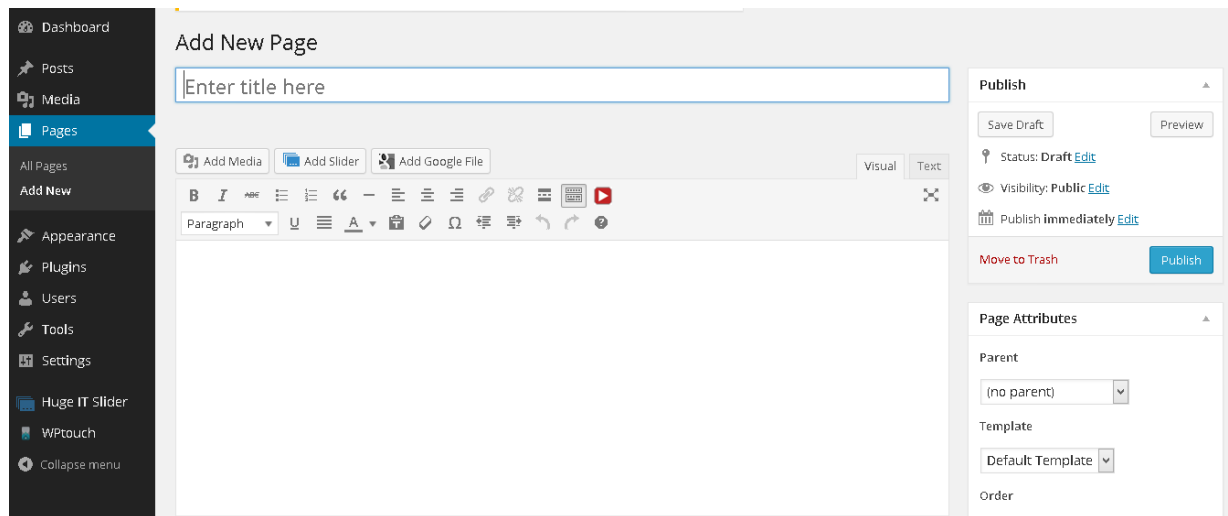 Dashboard
Posts
Media
Pages
All Pages
Add New
Appearance
Plugins
Users
Tools
Settings
Huge IT Slider
WPtouch
Collapse menu
Add New Page
Enter title here
Add Media Add Slider Add Google File
Visual Text
B I ABC
Paragraph U A Ω
Publish
Save Draft Preview
Status: Draft Edit
Visibility: Public Edit
Publish immediately Edit
Move to Trash Publish
Page Attributes
Parent
(no parent)
Template
Default Template
Order